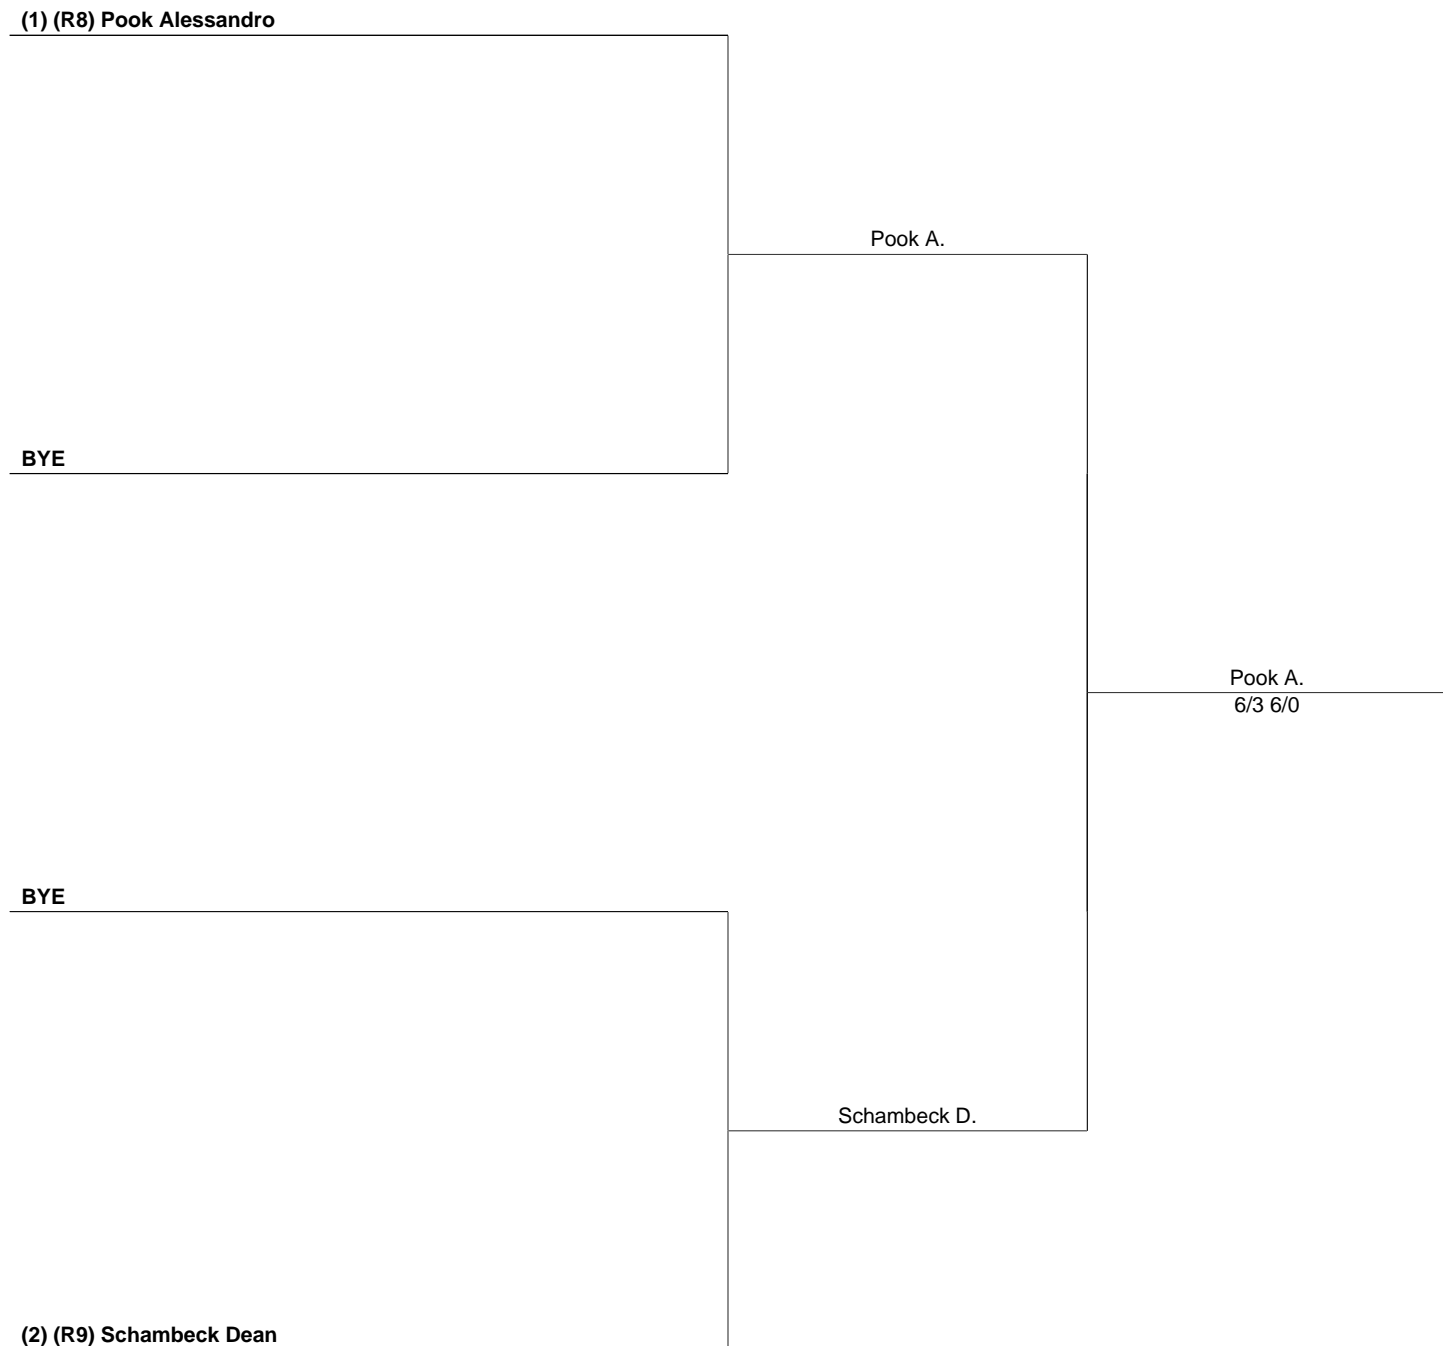 (1) (R8) Pook Alessandro
Pook A.
BYE
Pook A.
6/3 6/0
BYE
Schambeck D.
(2) (R9) Schambeck Dean